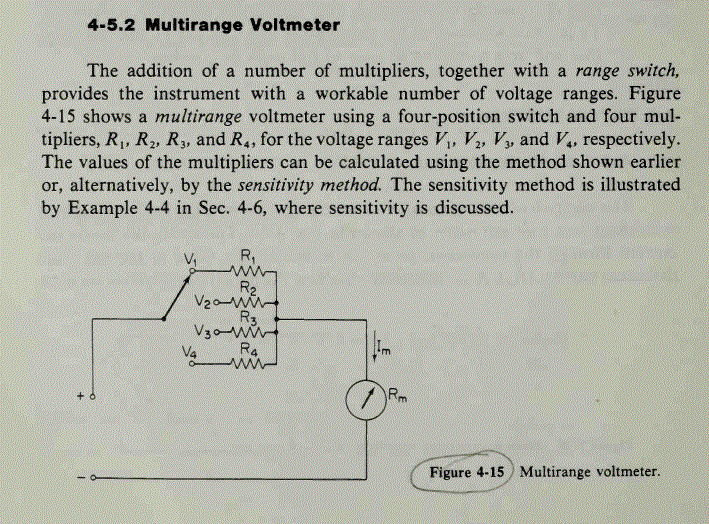 4-5.2 Multirange Voltmeter
The addition of a number of multipliers, together with a range switch,
provides the instrument with a workable number of voltage ranges. Figure
4-15 shows a multirange voltmeter using a four-position switch and four mul-
tipliers, R₁, R₂, R₃, and R₄, for the voltage ranges V₁, V₂, V₃, and V₄, respectively.
The values of the multipliers can be calculated using the method shown earlier
or, alternatively, by the sensitivity method. The sensitivity method is illustrated
by Example 4-4 in Sec. 4-6, where sensitivity is discussed.
V₁ R₁
V₂ R₂
V₃ R₃
V₄ R₄
Im
+
Rm
−
Figure 4-15 Multirange voltmeter.